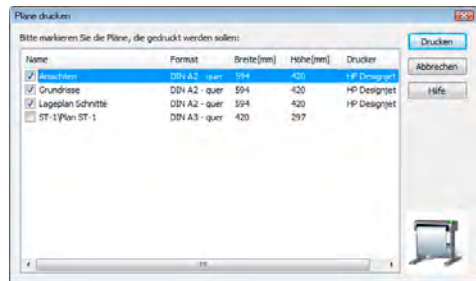 Pläne drucken
Bitte markieren Sie die Pläne, die gedruckt werden sollen:
Name Format Breite[mm] Höhe[mm] Drucker
Ansichten DIN A2 - quer 594 420 HP Designjet
Grundrisse DIN A2 - quer 594 420 HP Designjet
Lageplan Schnitte DIN A2 - quer 594 420 HP Designjet
ST-1\Plan ST-1 DIN A3 - quer 420 297
Drucken
Abbrechen
Hilfe